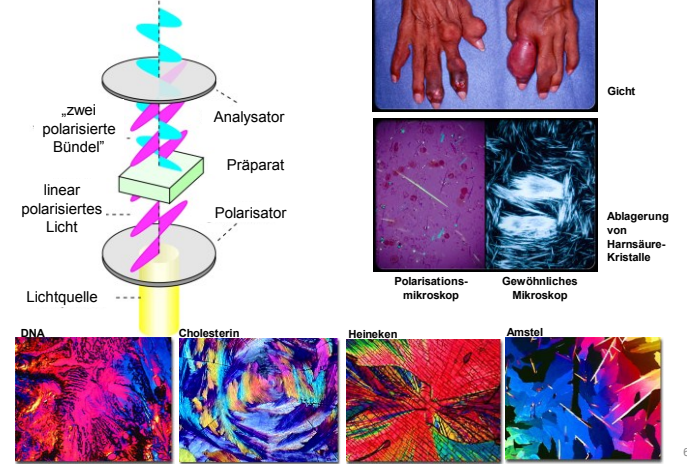 „zwei
polarisierte
Bündel”
Analysator
Präparat
linear
polarisiertes
Licht
Polarisator
Lichtquelle
Gicht
Ablagerung
von
Harnsäure-
Kristalle
Polarisations-
mikroskop
Gewöhnliches
Mikroskop
DNA
Cholesterin
Heineken
Amstel
6